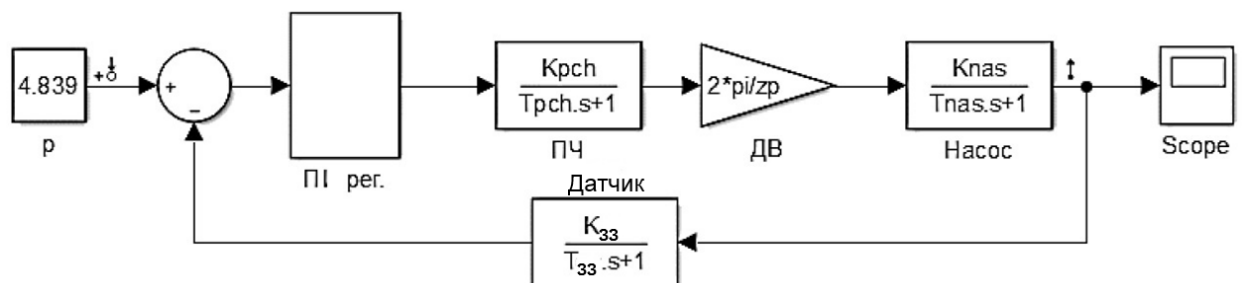 4.839
+
+
−
Kpch
Tpch.s+1
2*pi/zp
Knas
Tnas.s+1
p
ПІ рег.
ПЧ
ДВ
Насос
Scope
Датчик
Kзз
Tзз.s+1